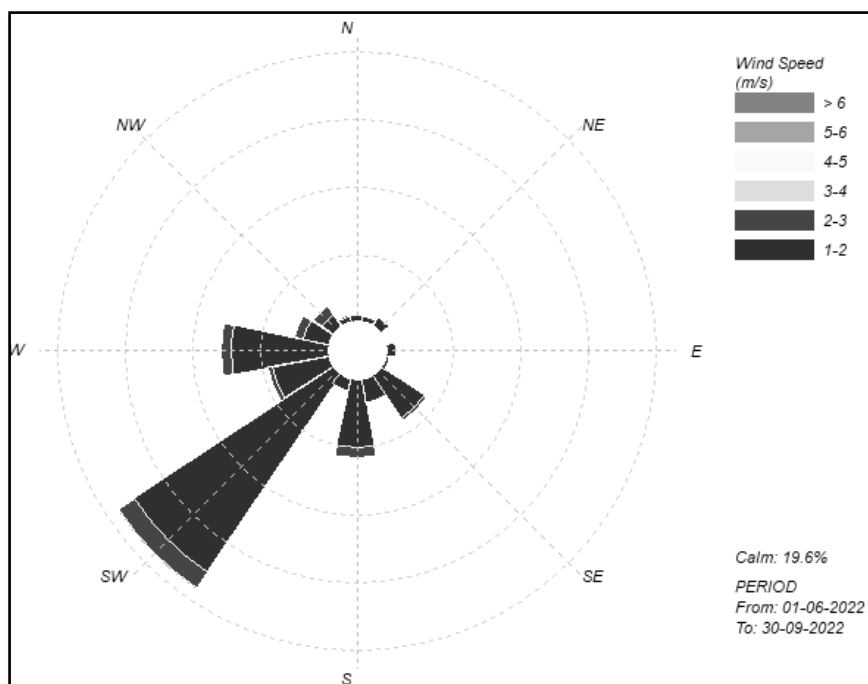 N
NW
NE
W
E
SW
SE
S
Wind Speed
(m/s)
> 6
5-6
4-5
3-4
2-3
1-2
Calm: 19.6%
PERIOD
From: 01-06-2022
To: 30-09-2022